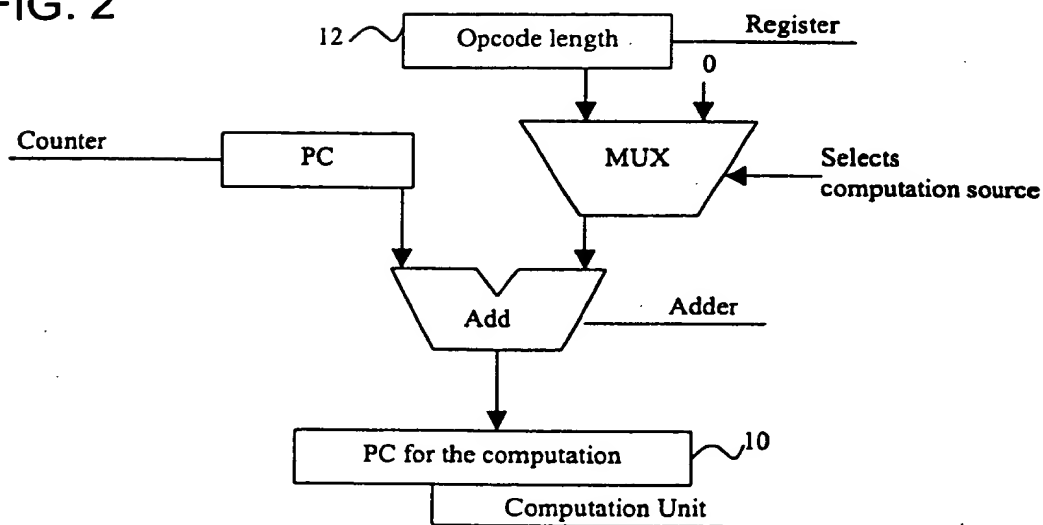 FIG. 2
12
Opcode length
Register
0
Counter
PC
MUX
Selects
computation source
Add
Adder
PC for the computation
10
Computation Unit